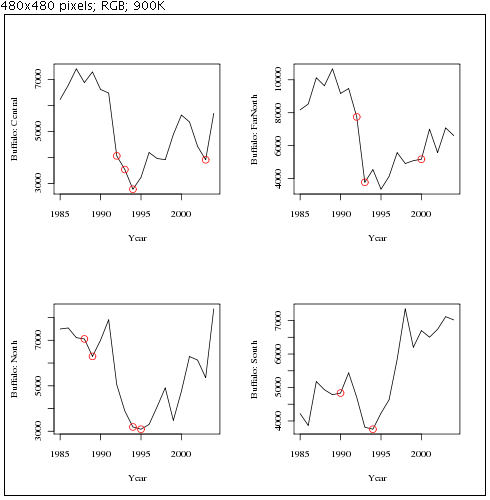 480x480 pixels; RGB; 900K
Buffalo: Central
7000
5000
3000
1985 1990 1995 2000
Year
Buffalo: FarNorth
10000
8000
6000
4000
1985 1990 1995 2000
Year
Buffalo: North
7000
5000
3000
1985 1990 1995 2000
Year
Buffalo: South
7000
6000
5000
4000
1985 1990 1995 2000
Year